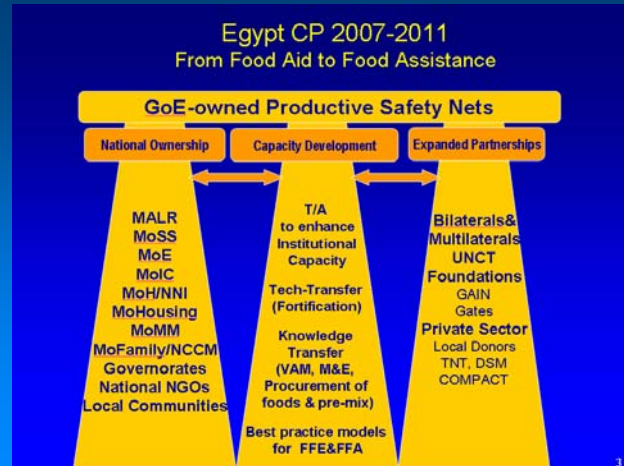 Egypt CP 2007-2011
From Food Aid to Food Assistance
GoE-owned Productive Safety Nets
National Ownership
MALR
MoSS
MoE
MoIC
MoH/NNI
MoHousing
MoMM
MoFamily/NCCM
Governorates
National NGOs
Local Communities
Capacity Development
T/A
to enhance
Institutional
Capacity
Tech-Transfer
(Fortification)
Knowledge
Transfer
(VAM, M&E,
Procurement of
foods & pre-mix)
Best practice models
for FFE&FFA
Expanded Partnerships
Bilaterals&
Multilaterals
UNCT
Foundations
GAIN
Gates
Private Sector
Local Donors
TNT, DSM
COMPACT
3